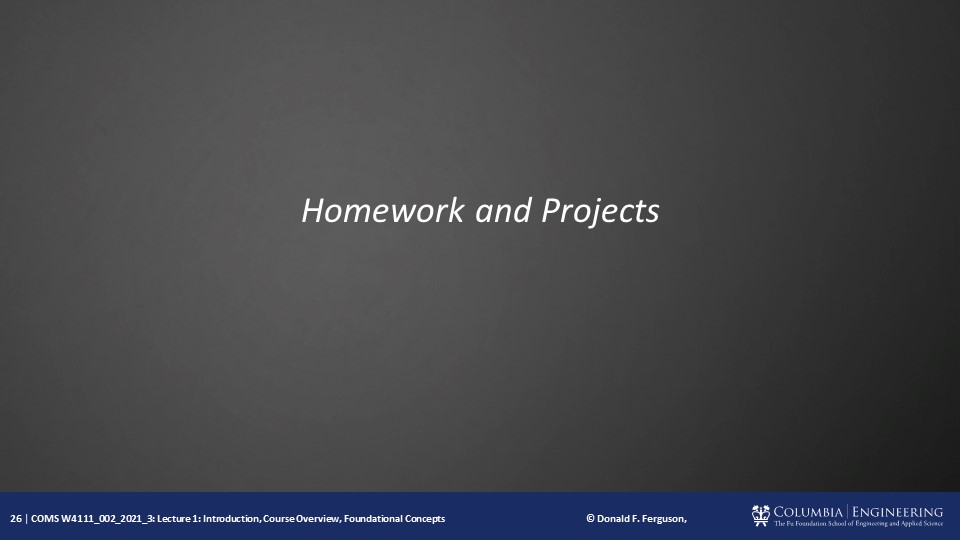 Homework and Projects
26 | COMS W4111_002_2021_3: Lecture 1: Introduction, Course Overview, Foundational Concepts
© Donald F. Ferguson,
COLUMBIA | ENGINEERING
The Fu Foundation School of Engineering and Applied Science